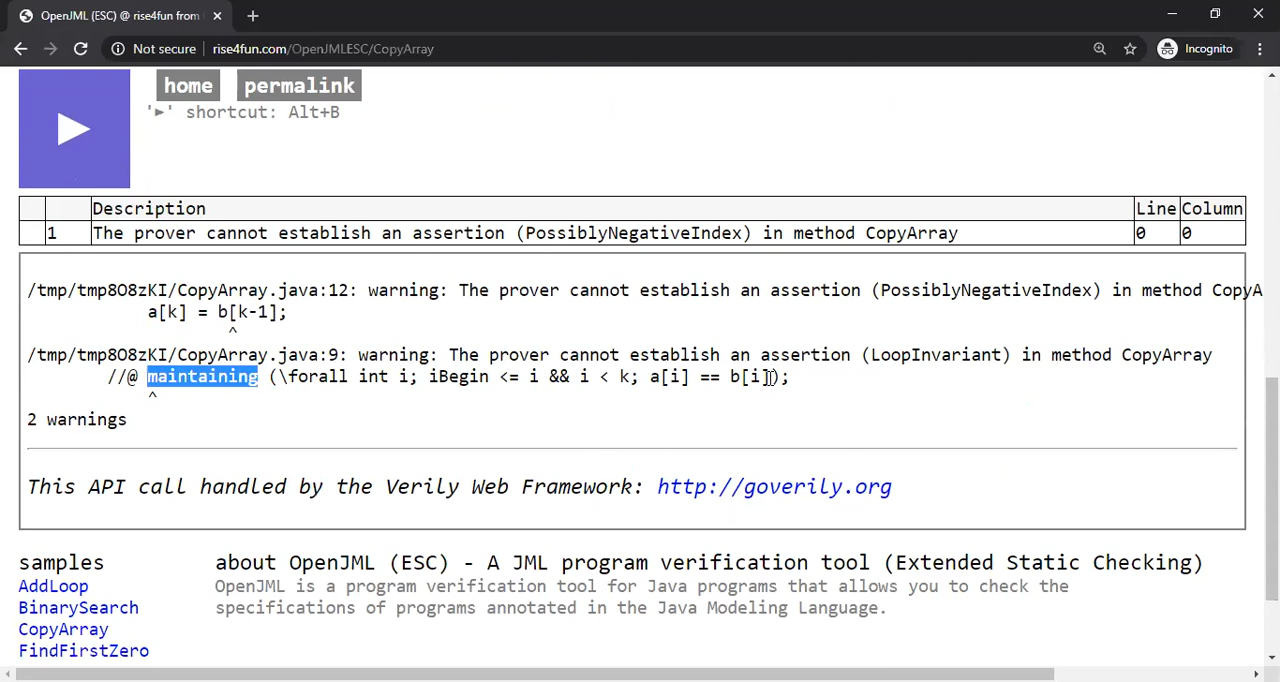 OpenJML (ESC) @ rise4fun from
Not secure rise4fun.com/OpenJMLESC/CopyArray Incognito
home permalink
'►' shortcut: Alt+B
Description Line Column
1 The prover cannot establish an assertion (PossiblyNegativeIndex) in method CopyArray 0 0
/tmp/tmp8O8zKI/CopyArray.java:12: warning: The prover cannot establish an assertion (PossiblyNegativeIndex) in method CopyA
a[k] = b[k-1];
^
/tmp/tmp8O8zKI/CopyArray.java:9: warning: The prover cannot establish an assertion (LoopInvariant) in method CopyArray
//@ maintaining (\forall int i; iBegin <= i && i < k; a[i] == b[i]);
^
2 warnings
This API call handled by the Verily Web Framework: http://goverily.org
samples
about OpenJML (ESC) - A JML program verification tool (Extended Static Checking)
AddLoop
OpenJML is a program verification tool for Java programs that allows you to check the
BinarySearch
specifications of programs annotated in the Java Modeling Language.
CopyArray
FindFirstZero